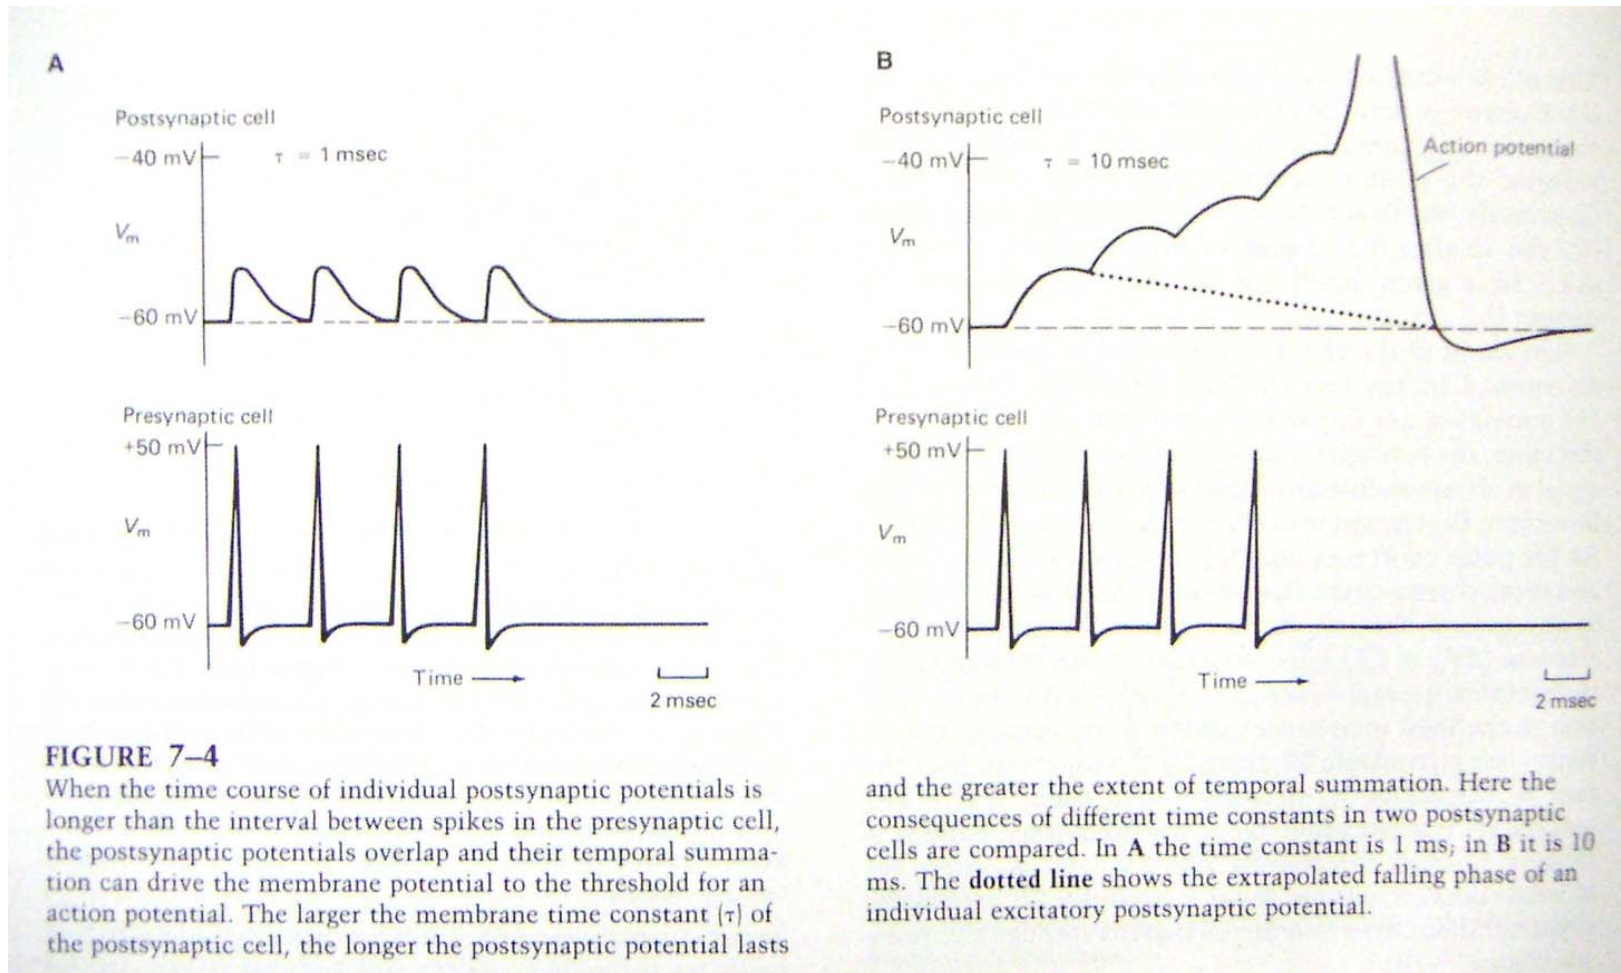 A
Postsynaptic cell
−40 mV
τ = 1 msec
Vm
−60 mV
Presynaptic cell
+50 mV
Vm
−60 mV
Time
2 msec
B
Postsynaptic cell
−40 mV
τ = 10 msec
Action potential
Vm
−60 mV
Presynaptic cell
+50 mV
Vm
−60 mV
Time
2 msec
FIGURE 7–4
When the time course of individual postsynaptic potentials is
longer than the interval between spikes in the presynaptic cell,
the postsynaptic potentials overlap and their temporal summa-
tion can drive the membrane potential to the threshold for an
action potential. The larger the membrane time constant (τ) of
the postsynaptic cell, the longer the postsynaptic potential lasts
and the greater the extent of temporal summation. Here the
consequences of different time constants in two postsynaptic
cells are compared. In A the time constant is 1 ms; in B it is 10
ms. The dotted line shows the extrapolated falling phase of an
individual excitatory postsynaptic potential.